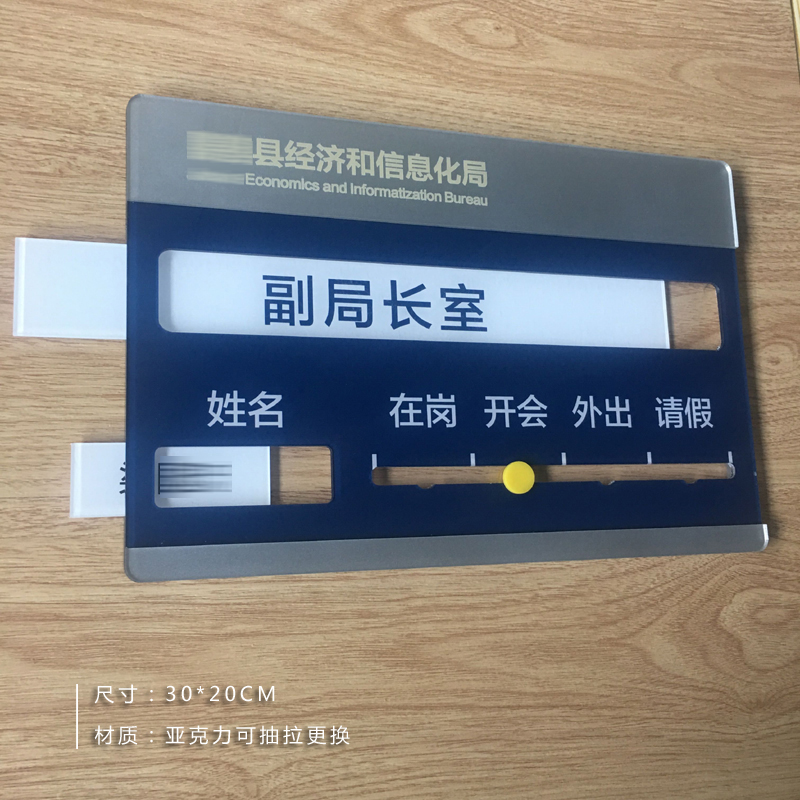 县经济和信息化局
Economics and Informatization Bureau
副局长室
姓名
在岗 开会 外出 请假
尺寸：30*20CM
材质：亚克力可抽拉更换